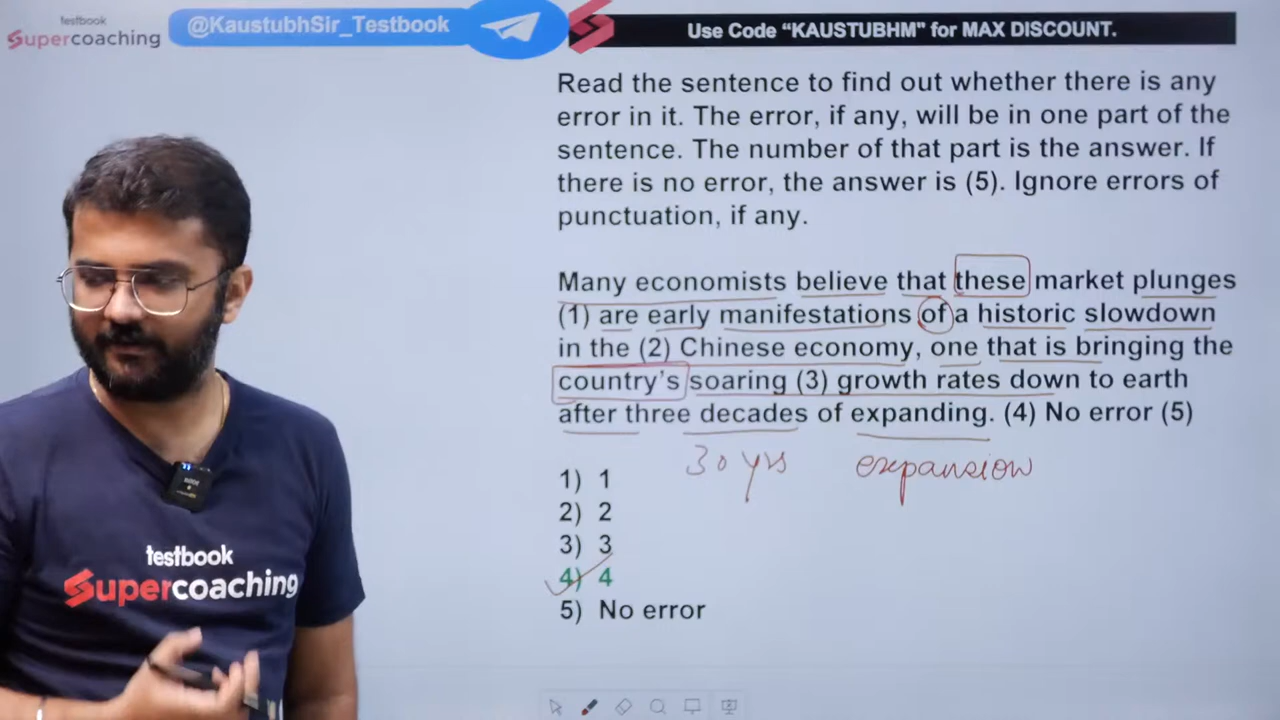 testbook
Supercoaching
@KaustubhSir_Testbook
Use Code “KAUSTUBHM” for MAX DISCOUNT.
Read the sentence to find out whether there is any
error in it. The error, if any, will be in one part of the
sentence. The number of that part is the answer. If
there is no error, the answer is (5). Ignore errors of
punctuation, if any.
Many economists believe that these market plunges
(1) are early manifestations of a historic slowdown
in the (2) Chinese economy, one that is bringing the
country’s soaring (3) growth rates down to earth
after three decades of expanding. (4) No error (5)
30 yrs expansion
1) 1
2) 2
3) 3
4) 4
5) No error
testbook
Supercoaching